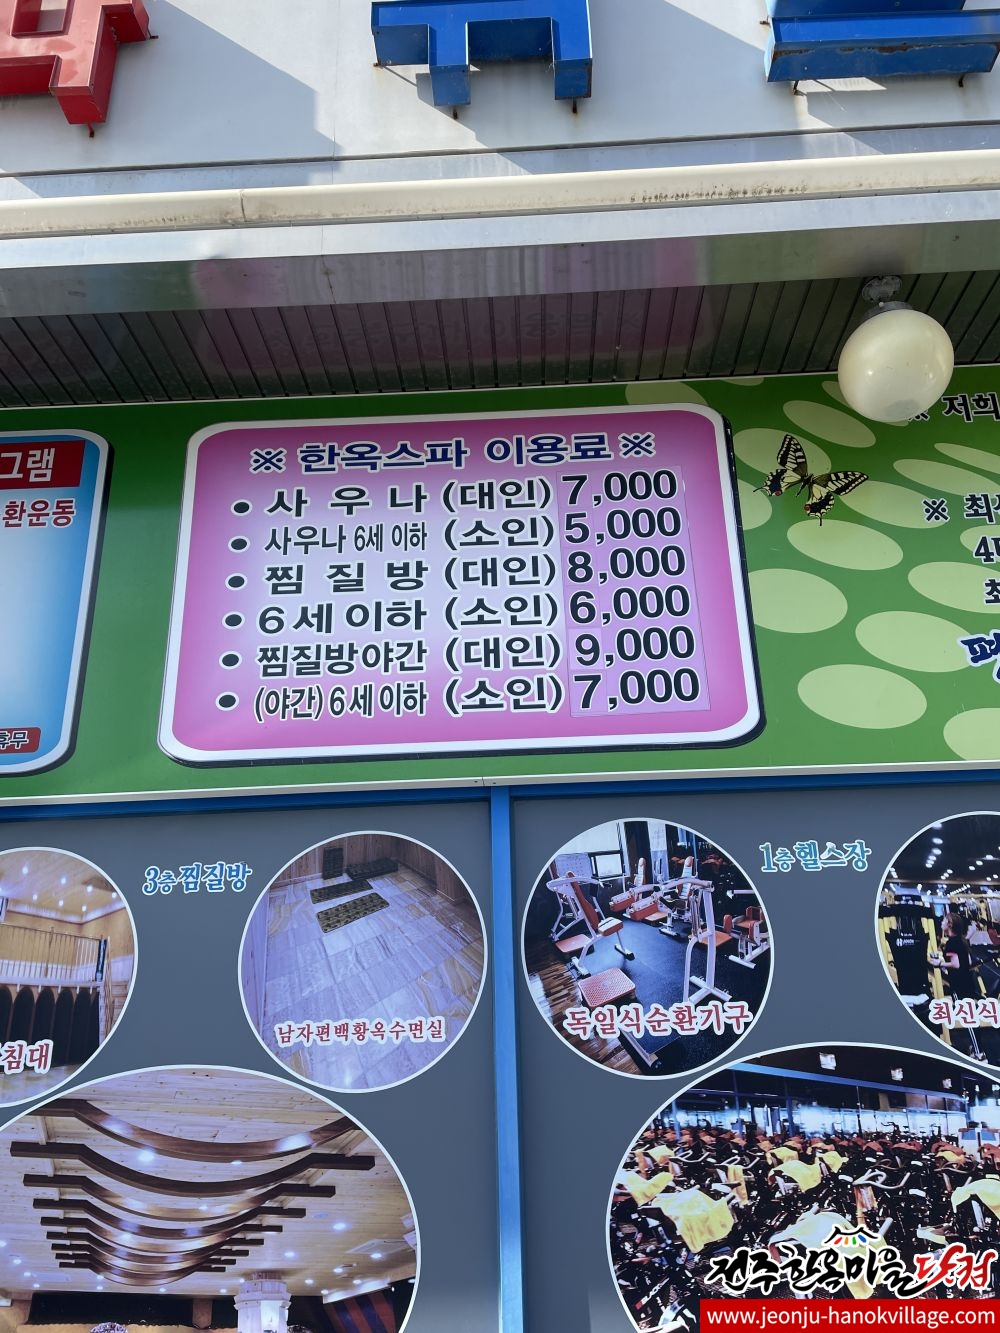 그램
환운동
휴무
※ 한옥스파 이용료 ※
• 사 우 나 (대인) 7,000
• 사우나 6세 이하 (소인) 5,000
• 찜 질 방 (대인) 8,000
• 6세이하 (소인) 6,000
• 찜질방야간 (대인) 9,000
• (야간) 6세 이하 (소인) 7,000
※ 저희
※ 최
3층찜질방
1층헬스장
침대
남자편백황옥수면실
독일식순환기구
최신식
전주한옥마을닷컴
www.jeonju-hanokvillage.com